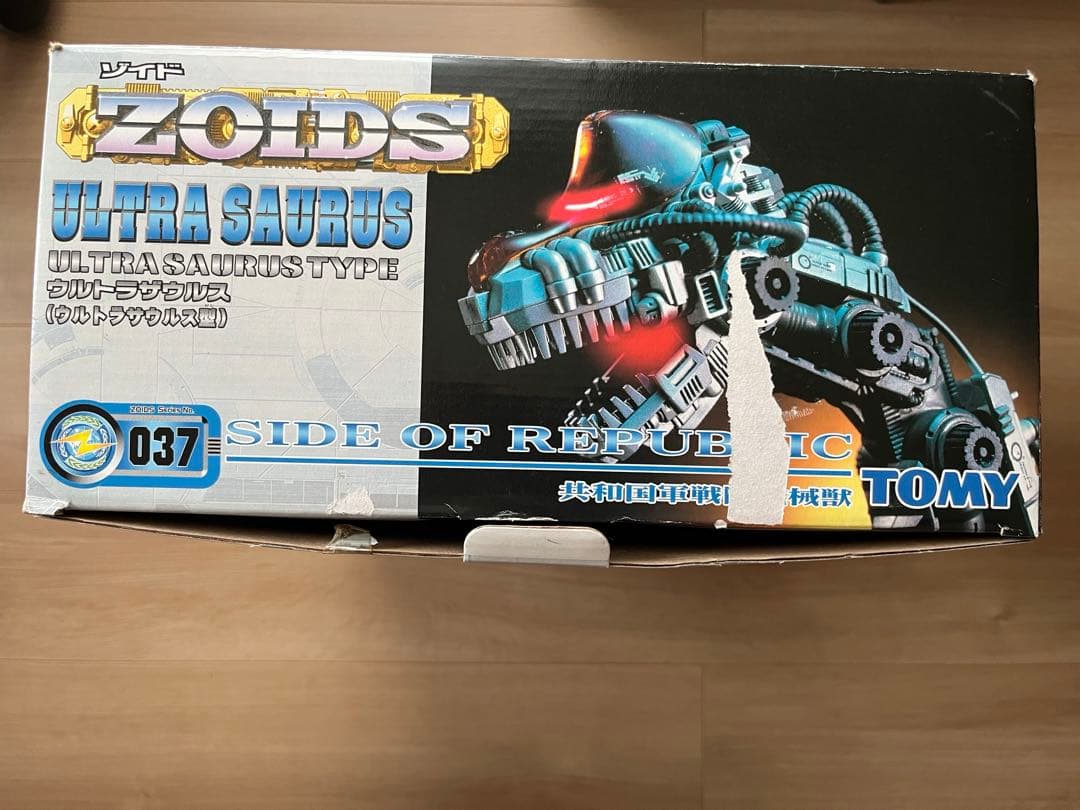 ゾイド
ZOIDS
ULTRA SAURUS
ULTRA SAURUS TYPE
ウルトラザウルス
(ウルトラサウルス型)
ZOIDS Series No.
037
SIDE OF REPUB IC
共和国軍戦 械獣
TOMY